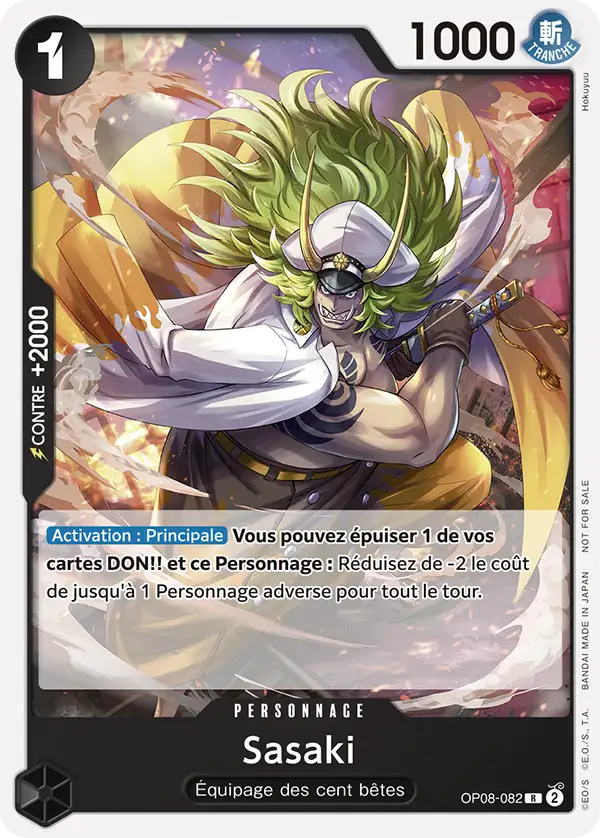 1
1000
斬
TRANCHE
Hokuyuu
CONTRE +2000
Activation : Principale Vous pouvez épuiser 1 de vos
cartes DON!! et ce Personnage : Réduisez de -2 le coût
de jusqu'à 1 Personnage adverse pour tout le tour.
PERSONNAGE
Sasaki
Équipage des cent bêtes
OP08-082 R 2
©EO/S ©E.O./S., T.A. BANDAI MADE IN JAPAN NOT FOR SALE